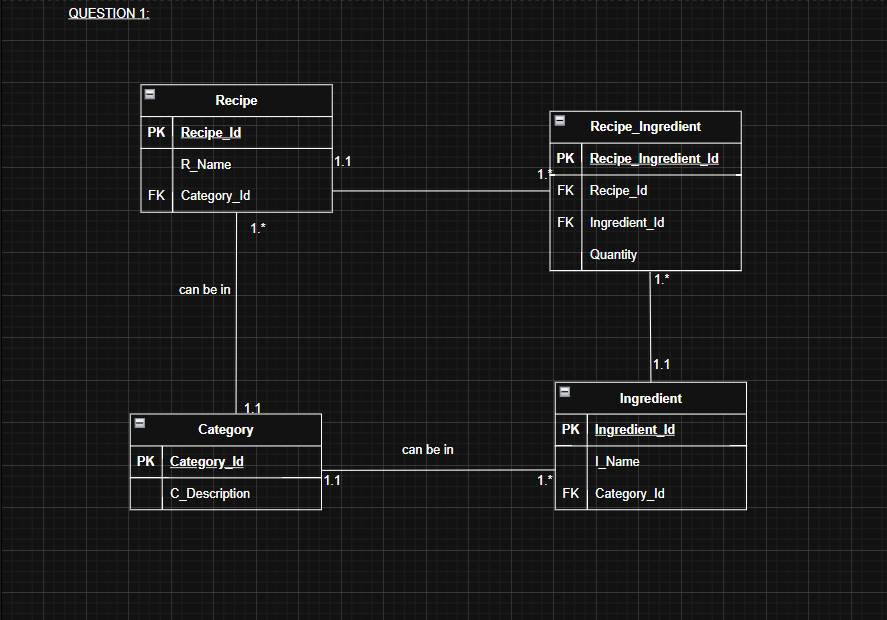 QUESTION 1:
Recipe
PK Recipe_Id
R_Name
FK Category_Id
1.1
1.*
Recipe_Ingredient
PK Recipe_Ingredient_Id
FK Recipe_Id
FK Ingredient_Id
Quantity
1.*
can be in
1.1
1.*
1.1
Category
PK Category_Id
C_Description
can be in
1.1
1.*
Ingredient
PK Ingredient_Id
I_Name
FK Category_Id